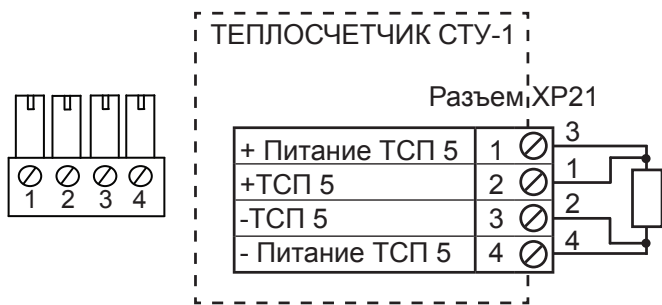 ТЕПЛОСЧЕТЧИК СТУ-1
Разъем ХР21
+ Питание ТСП 5 1 3
+ТСП 5 2 1
-ТСП 5 3 2
- Питание ТСП 5 4 4
1 2 3 4